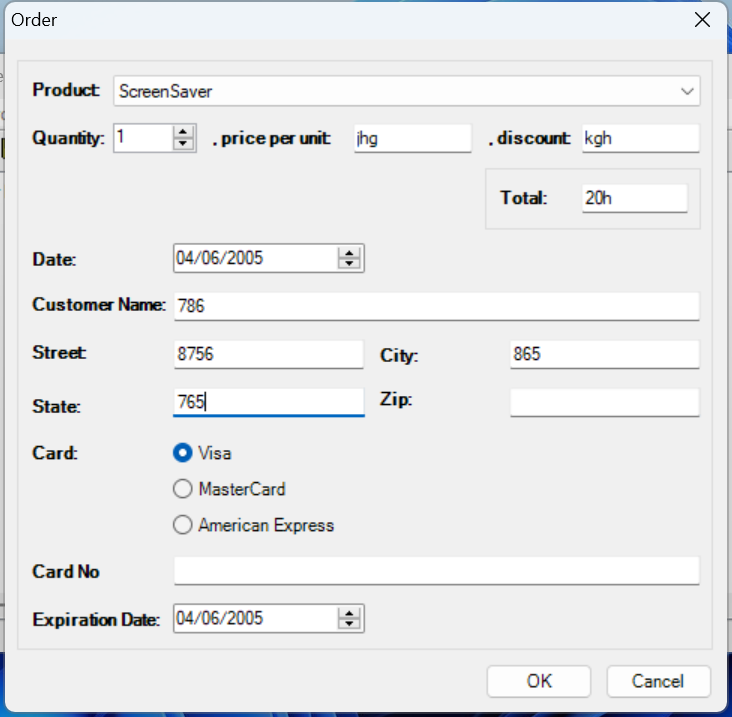 Order
Product: ScreenSaver
Quantity: 1 . price per unit: jhg . discount: kgh
Total: 20h
Date: 04/06/2005
Customer Name: 786
Street: 8756 City: 865
State: 765 Zip:
Card: Visa
MasterCard
American Express
Card No
Expiration Date: 04/06/2005
OK Cancel